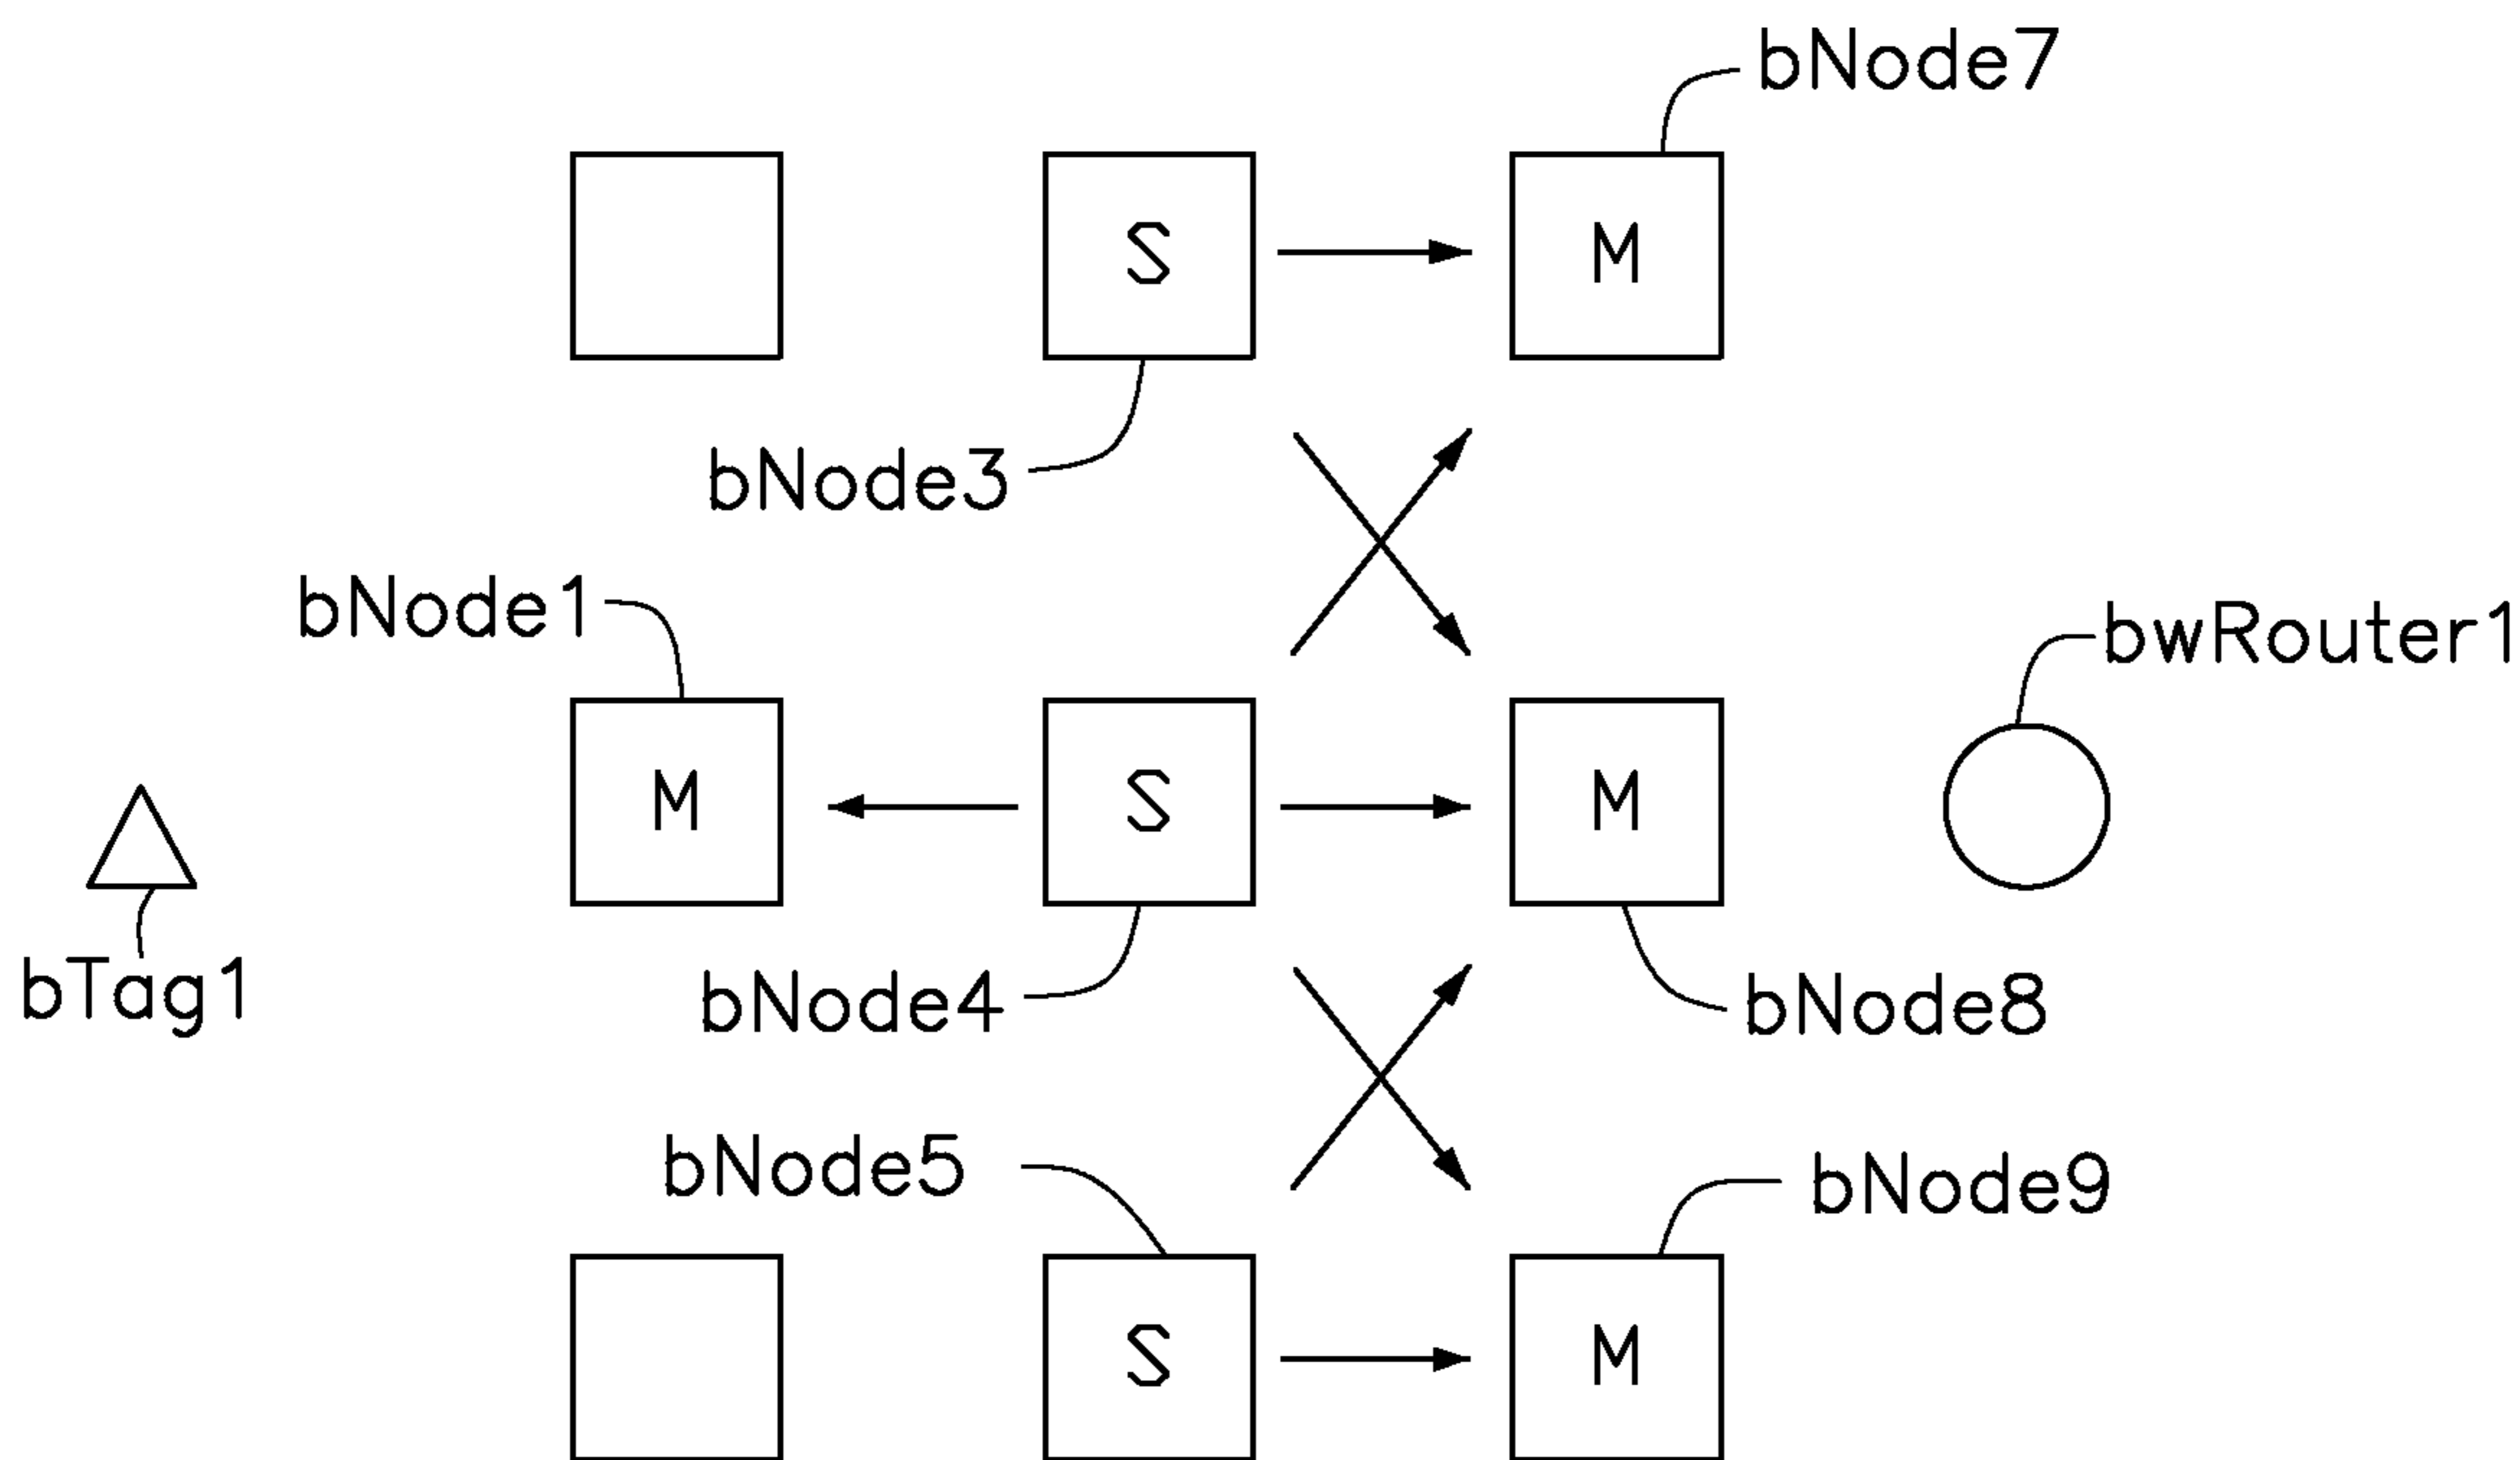 bNode7
S
M
bNode3
bNode1
bwRouter1
M
S
M
bTag1
bNode4
bNode8
bNode5
bNode9
S
M